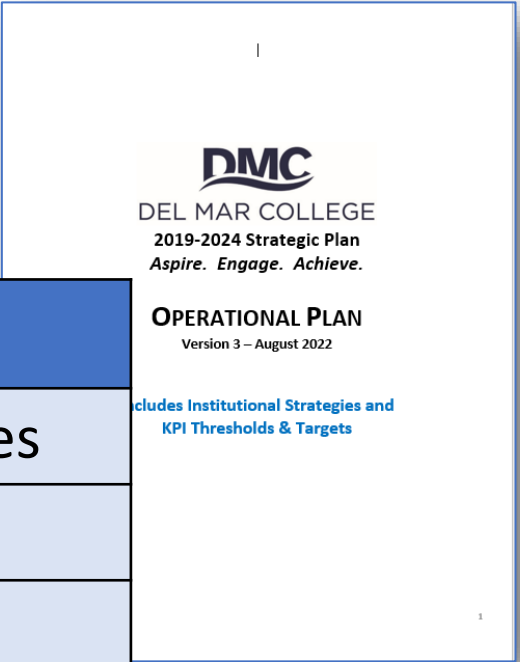 DMC
DEL MAR COLLEGE
2019-2024 Strategic Plan
Aspire. Engage. Achieve.
OPERATIONAL PLAN
Version 3 – August 2022
cludes Institutional Strategies and
KPI Thresholds & Targets
es
1